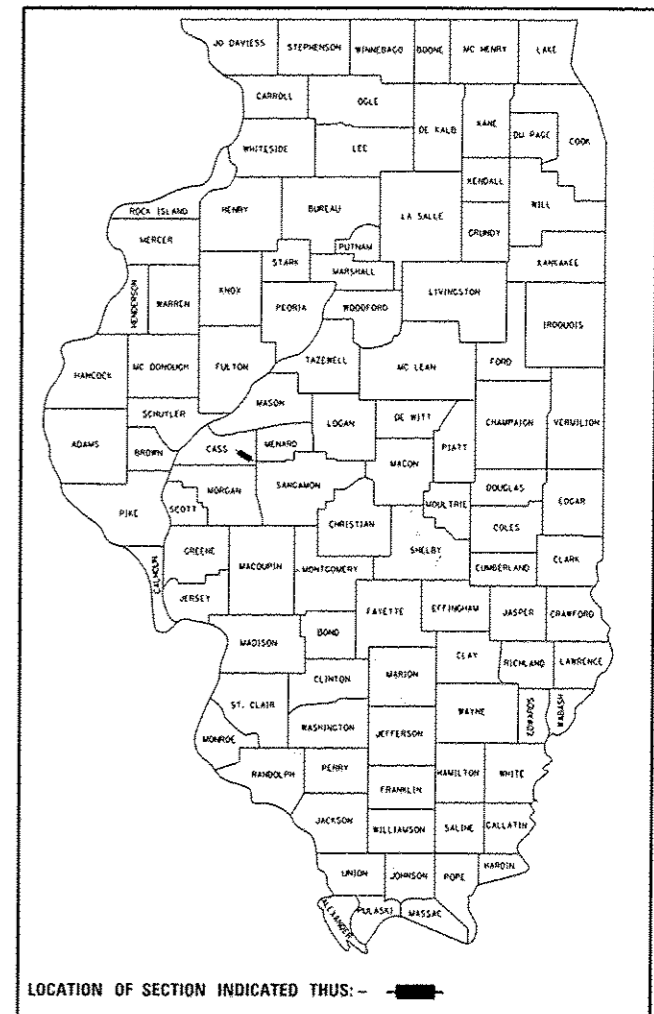 JO DAVIESS STEPHENSON WINNEBAGO BOONE MC HENRY LAKE
CARROLL OGLE DE KALB KANE DU PAGE COOK
WHITESIDE LEE
KENDALL WILL
ROCK ISLAND HENRY BUREAU LA SALLE GRUNDY
MERCER PUTNAM
STARK MARSHALL KANKAKEE
HENDERSON WARREN KNOX PEORIA WOODFORD LIVINGSTON IROQUOIS
HANCOCK MC DONOUGH FULTON TAZEWELL MC LEAN FORD
MASON
SCHUYLER LOGAN DE WITT CHAMPAIGN VERMILION
ADAMS BROWN CASS MENARD MACON PIATT
PIKE SCOTT MORGAN SANGAMON MOULTRIE DOUGLAS EDGAR
CHRISTIAN COLES
CALHOUN GREENE MACOUPIN MONTGOMERY SHELBY CUMBERLAND CLARK
JERSEY FAYETTE EFFINGHAM JASPER CRAWFORD
MADISON BOND CLAY RICHLAND LAWRENCE
CLINTON MARION
ST. CLAIR WAYNE EDWARDS WABASH
MONROE WASHINGTON JEFFERSON
RANDOLPH PERRY HAMILTON WHITE
FRANKLIN
JACKSON WILLIAMSON SALINE GALLATIN
UNION JOHNSON POPE HARDIN
ALEXANDER PULASKI MASSAC
LOCATION OF SECTION INDICATED THUS:-